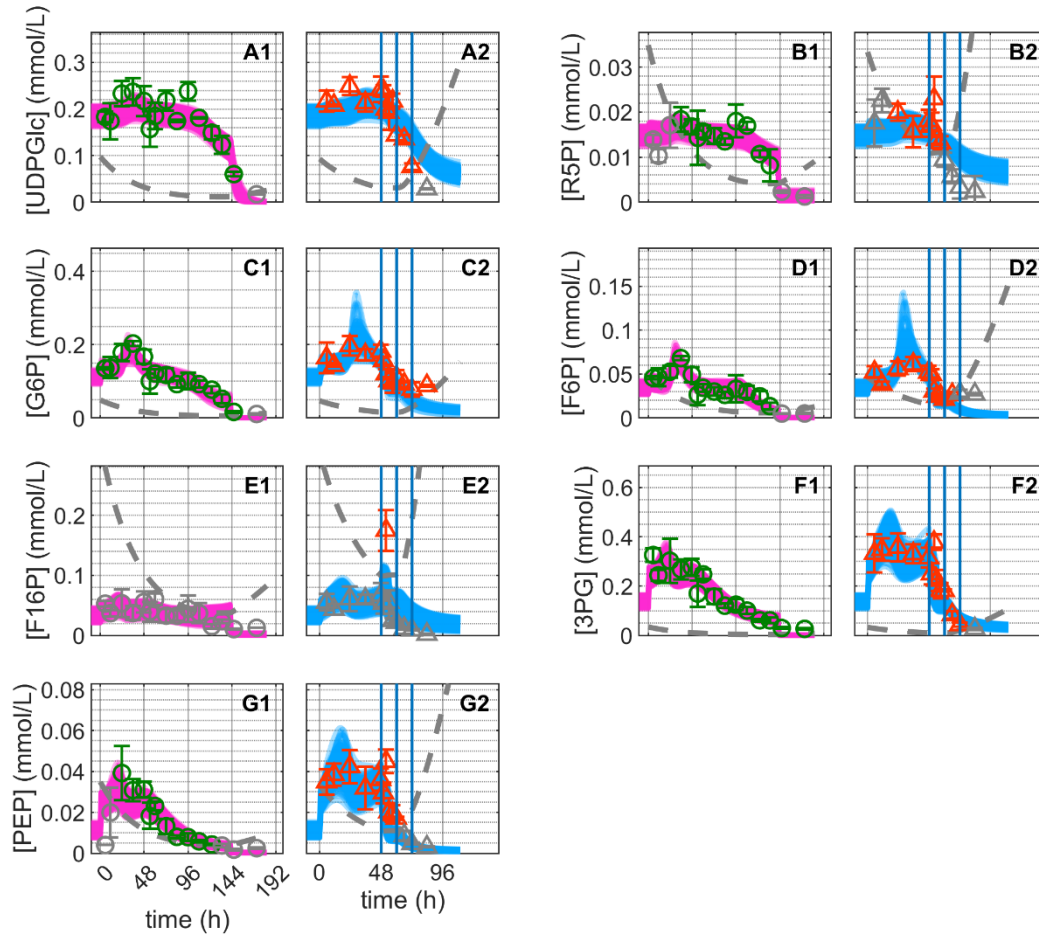 A1
A2
[UDPGlc] (mmol/L)
0.3
0.2
0.1
0
B1
B2
[R5P] (mmol/L)
0.03
0.02
0.01
0
C1
C2
[G6P] (mmol/L)
0.4
0.2
0
D1
D2
[F6P] (mmol/L)
0.15
0.1
0.05
0
E1
E2
[F16P] (mmol/L)
0.2
0.1
0
F1
F2
[3PG] (mmol/L)
0.6
0.4
0.2
0
G1
G2
[PEP] (mmol/L)
0.08
0.06
0.04
0.02
0
0 48 96 144 192
time (h)
0 48 96
time (h)